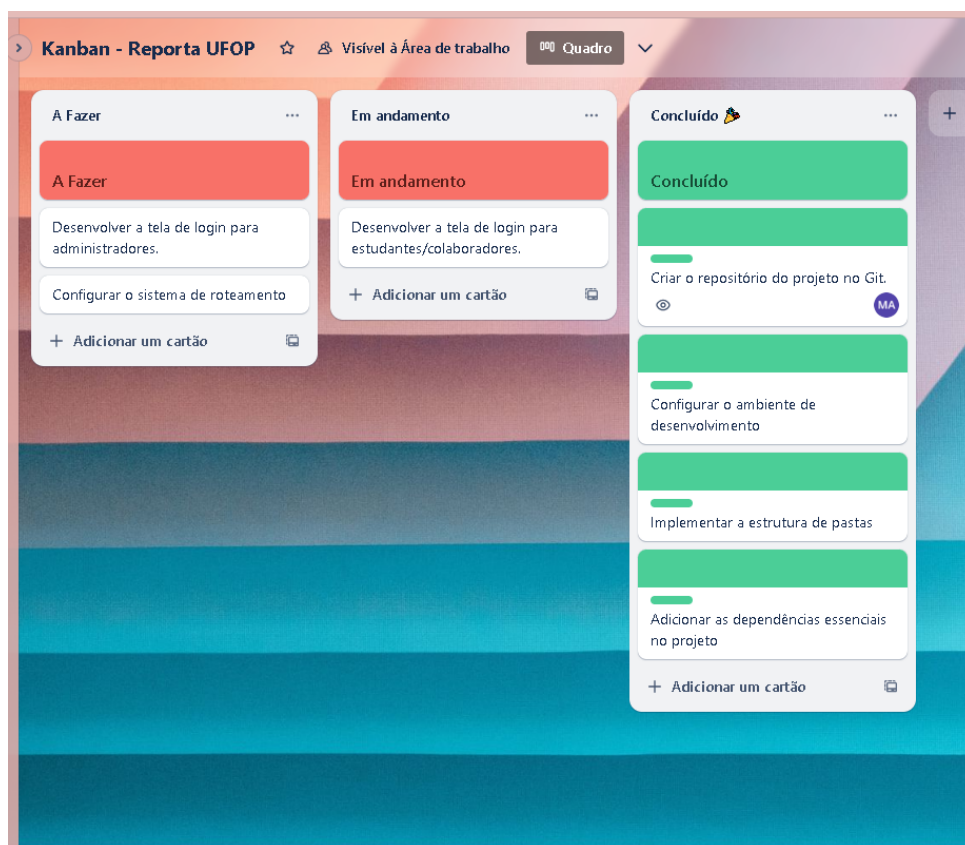 Kanban - Reporta UFOP
Visível à Área de trabalho
Quadro
A Fazer
A Fazer
Desenvolver a tela de login para
administradores.
Configurar o sistema de roteamento
Adicionar um cartão
Em andamento
Em andamento
Desenvolver a tela de login para
estudantes/colaboradores.
Adicionar um cartão
Concluído 🎉
Concluído
Criar o repositório do projeto no Git.
MA
Configurar o ambiente de
desenvolvimento
Implementar a estrutura de pastas
Adicionar as dependências essenciais
no projeto
Adicionar um cartão